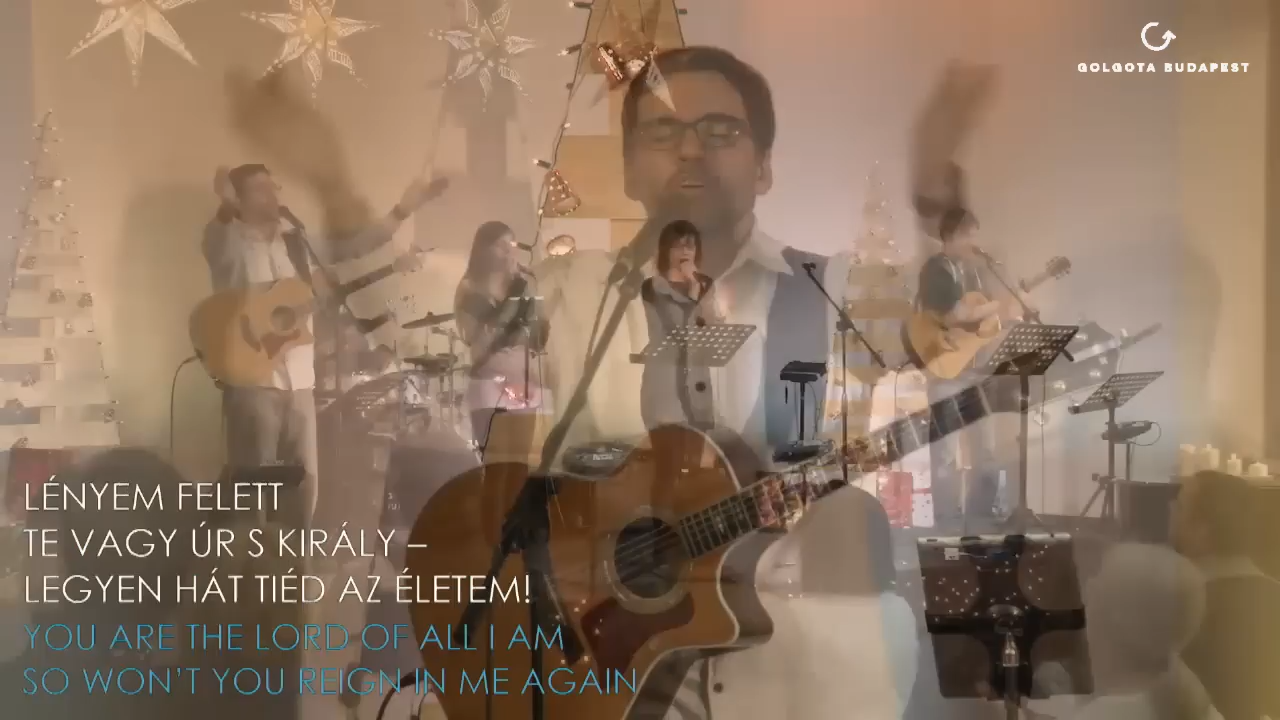 GOLGOTA BUDAPEST
LÉNYEM FELETT
TE VAGY ÚR S KIRÁLY –
LEGYEN HÁT TIÉD AZ ÉLETEM!
YOU ARE THE LORD OF ALL I AM
SO WON'T YOU REIGN IN ME AGAIN